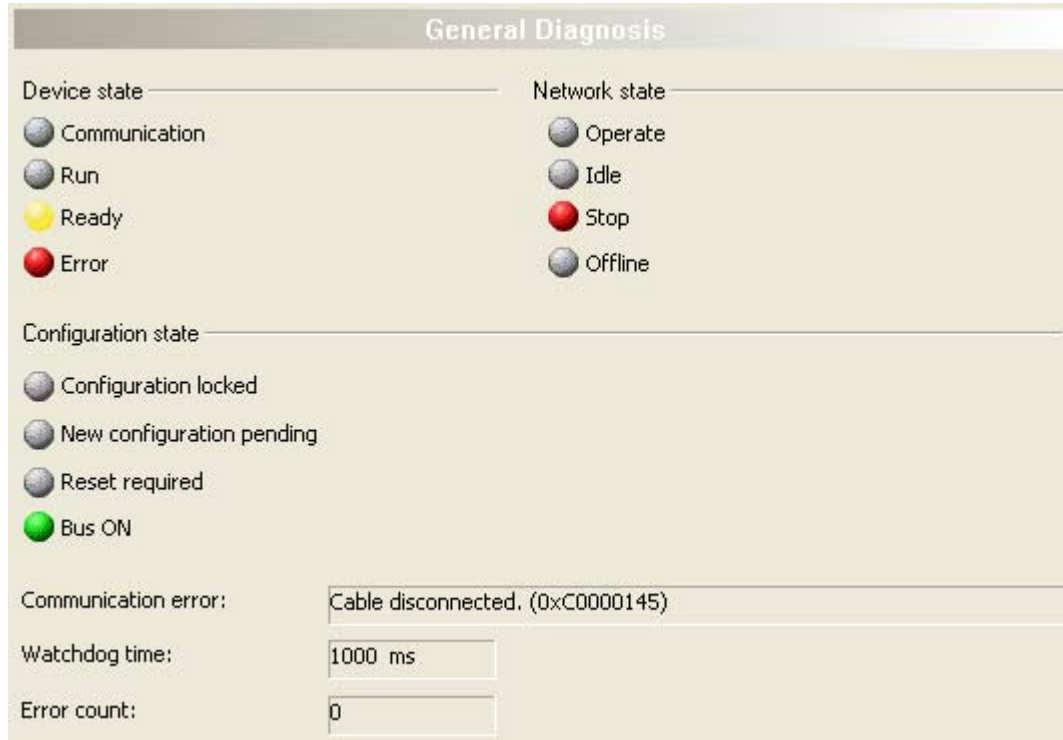 General Diagnosis
Device state
Network state
Communication
Operate
Run
Idle
Ready
Stop
Error
Offline
Configuration state
Configuration locked
New configuration pending
Reset required
Bus ON
Communication error:
Cable disconnected. (0xC0000145)
Watchdog time:
1000 ms
Error count:
0